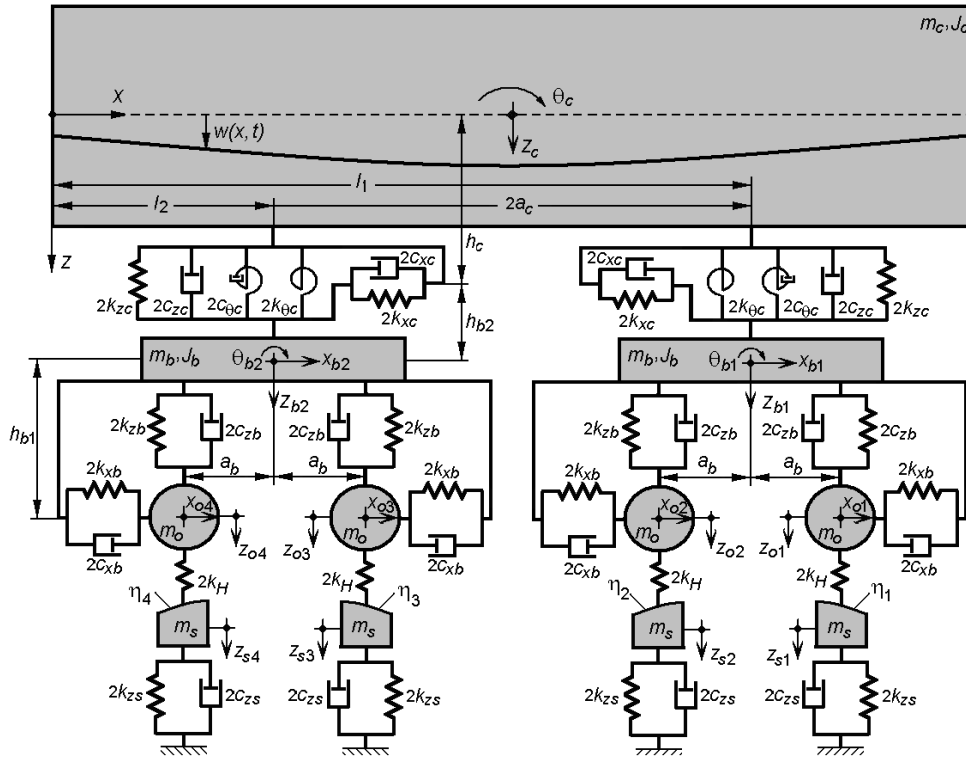 m_c, J_c
x
θ_c
w(x, t)
z_c
l_1
l_2
2a_c
h_c
z
2k_zc
2c_zc
2c_θc
2k_θc
2c_xc
2k_xc
2c_xc
2k_xc
2k_θc
2c_θc
2c_zc
2k_zc
h_b2
m_b, J_b
θ_b2
x_b2
m_b, J_b
θ_b1
x_b1
z_b2
z_b1
h_b1
2k_zb
2c_zb
2c_zb
2k_zb
2k_zb
2c_zb
2c_zb
2c_zb
a_b
a_b
a_b
a_b
2k_xb
x_o4
x_o3
2k_xb
2k_xb
x_o2
x_o1
2k_xb
m_o
m_o
m_o
m_o
z_o4
z_o3
z_o2
z_o1
2c_xb
2c_xb
2c_xb
2c_xb
2k_H
2k_H
2k_H
2k_H
η_4
η_3
η_2
η_1
m_s
m_s
m_s
m_s
z_s4
z_s3
z_s2
z_s1
2k_zs
2c_zs
2c_zs
2k_zs
2k_zs
2c_zs
2c_zs
2k_zs